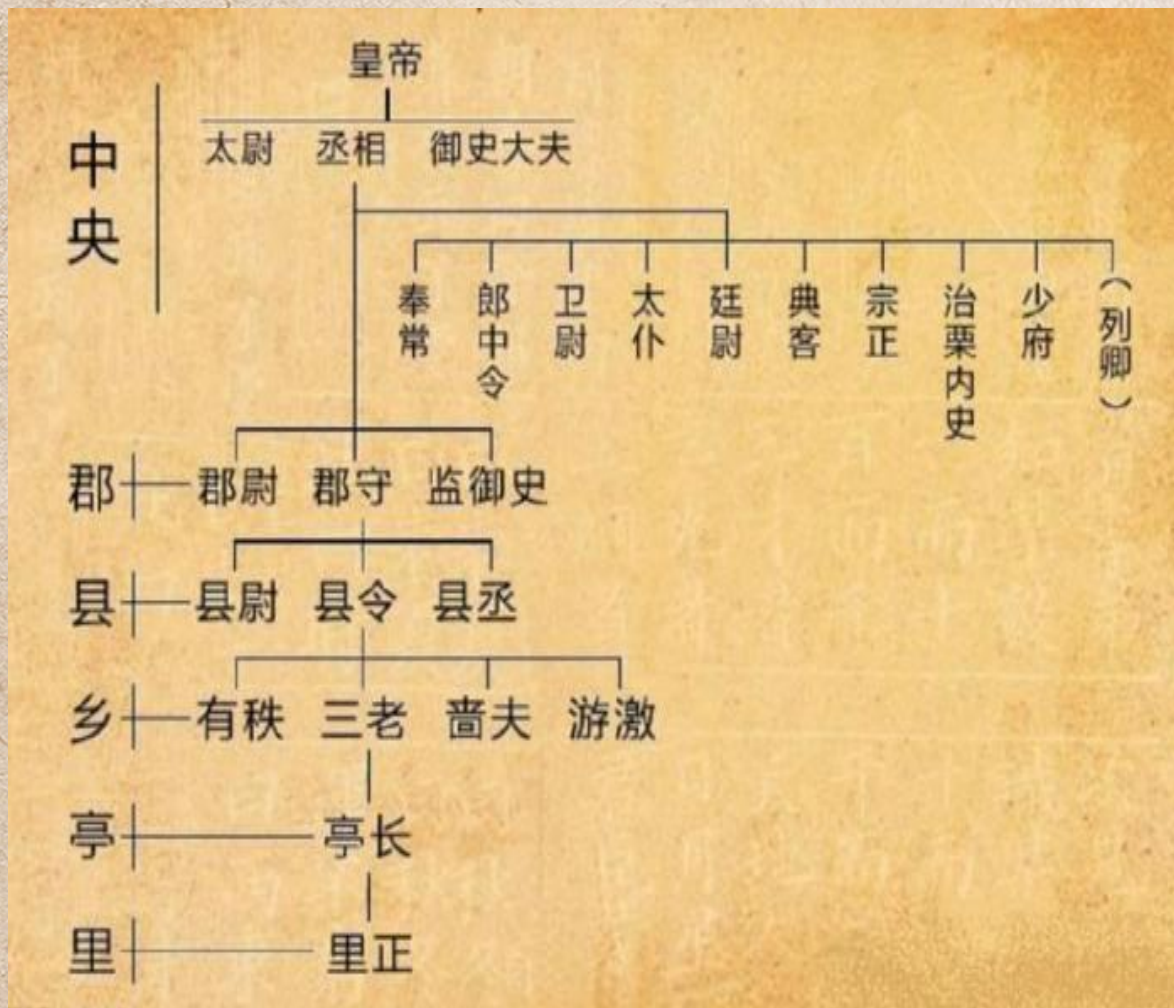 皇帝
中央
太尉 丞相 御史大夫
奉常 郎中令 卫尉 太仆 廷尉 典客 宗正 治栗内史 少府 （列卿）
郡 郡尉 郡守 监御史
县 县尉 县令 县丞
乡 有秩 三老 啬夫 游激
亭 亭长
里 里正